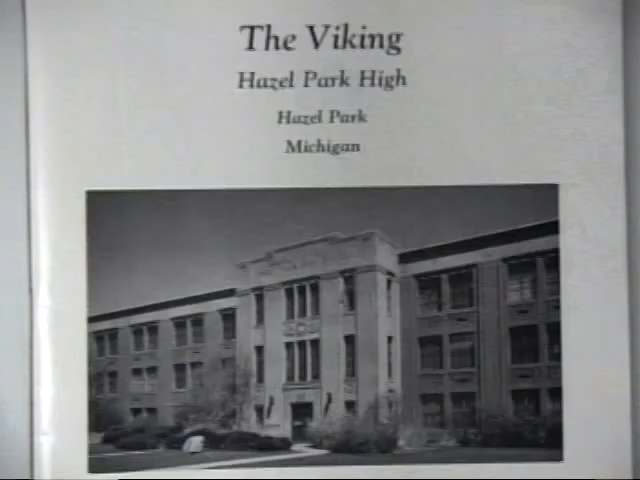 The Viking
Hazel Park High
Hazel Park
Michigan